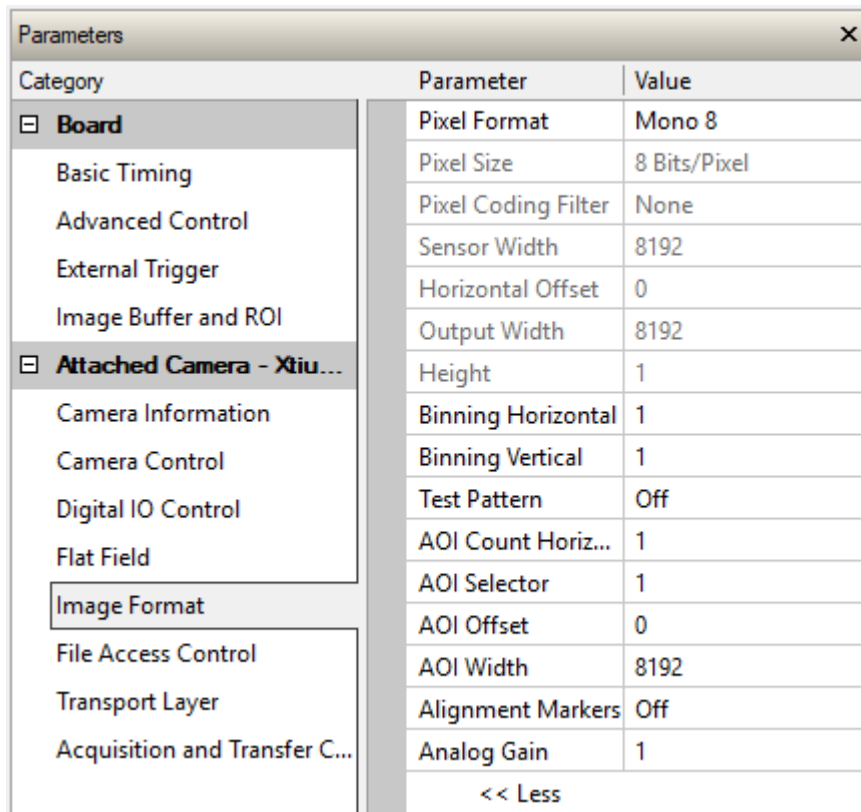 Parameters
Category
Parameter Value
Board
Basic Timing
Advanced Control
External Trigger
Image Buffer and ROI
Attached Camera - Xtiu...
Camera Information
Camera Control
Digital IO Control
Flat Field
Image Format
File Access Control
Transport Layer
Acquisition and Transfer C...
Pixel Format Mono 8
Pixel Size 8 Bits/Pixel
Pixel Coding Filter None
Sensor Width 8192
Horizontal Offset 0
Output Width 8192
Height 1
Binning Horizontal 1
Binning Vertical 1
Test Pattern Off
AOI Count Horiz... 1
AOI Selector 1
AOI Offset 0
AOI Width 8192
Alignment Markers Off
Analog Gain 1
<< Less